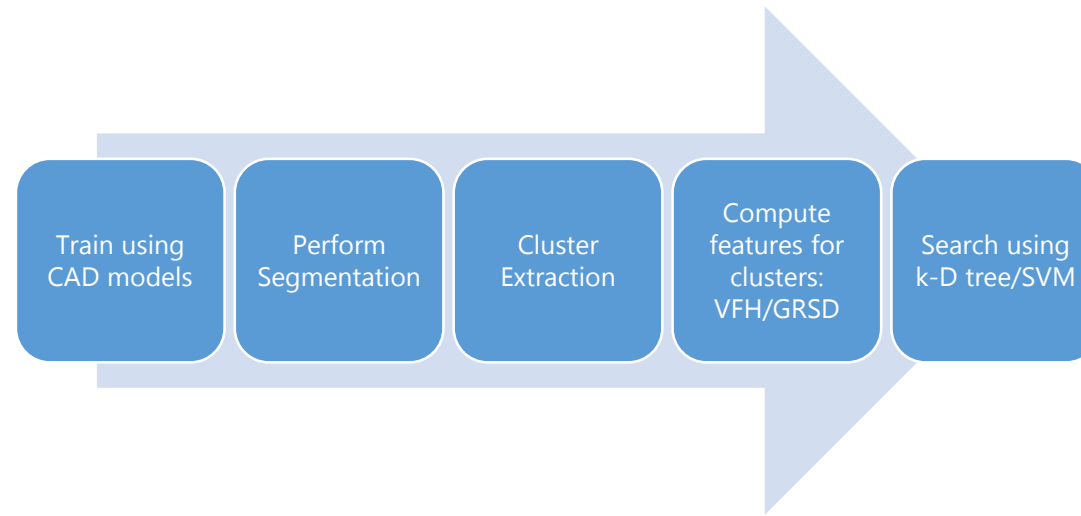 Train using
CAD models
Perform
Segmentation
Cluster
Extraction
Compute
features for
clusters:
VFH/GRSD
Search using
k-D tree/SVM